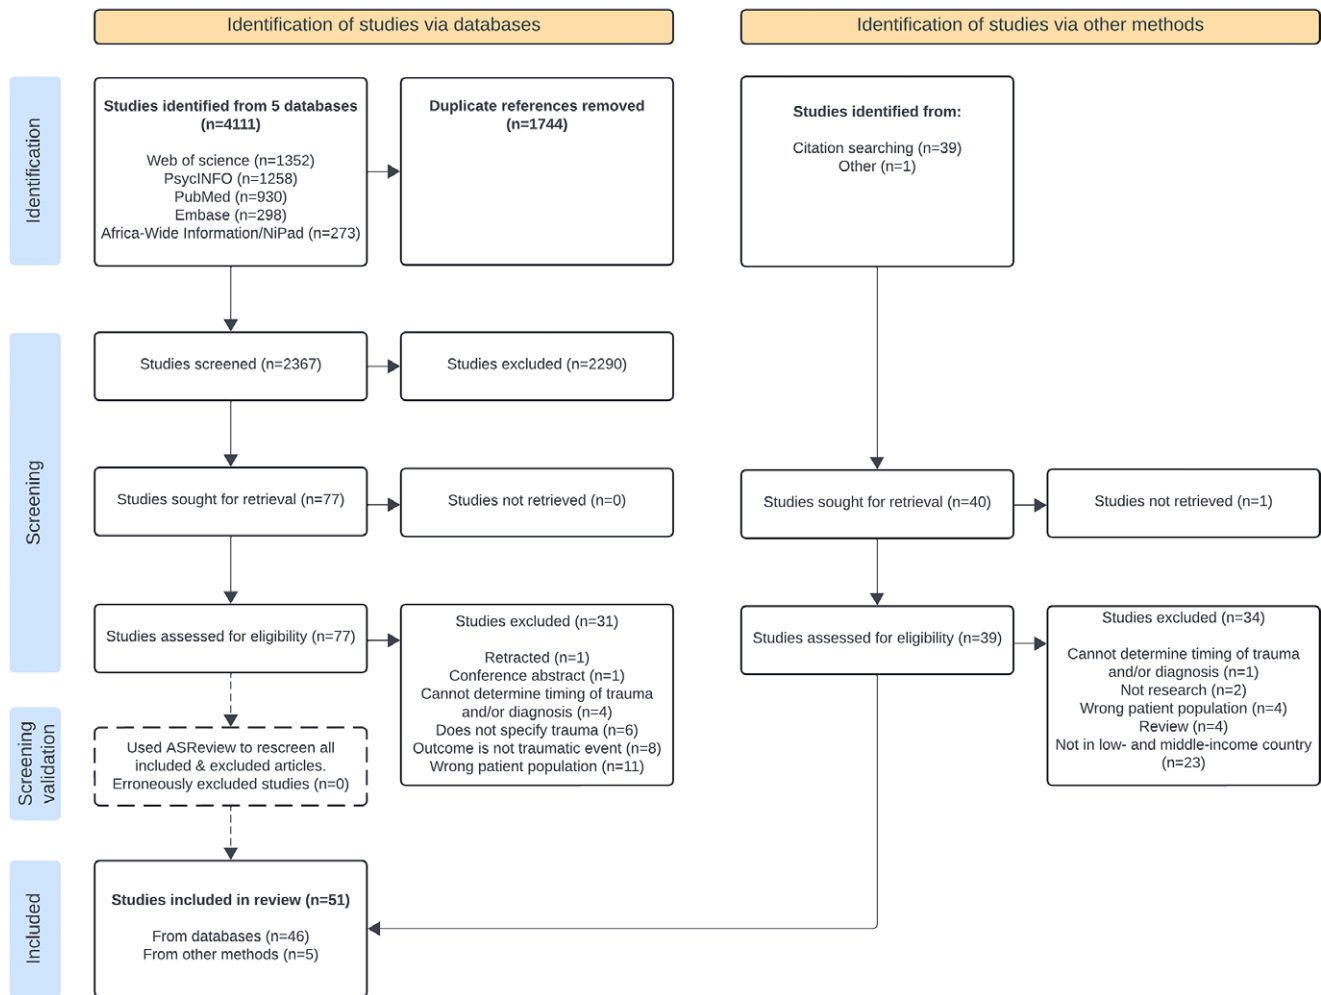 Identification of studies via databases
Identification of studies via other methods
Identification
Studies identified from 5 databases
(n=4111)
Web of science (n=1352)
PsycINFO (n=1258)
PubMed (n=930)
Embase (n=298)
Africa-Wide Information/NiPad (n=273)
Duplicate references removed
(n=1744)
Studies identified from:
Citation searching (n=39)
Other (n=1)
Screening
Studies screened (n=2367)
Studies excluded (n=2290)
Studies sought for retrieval (n=77)
Studies not retrieved (n=0)
Studies sought for retrieval (n=40)
Studies not retrieved (n=1)
Studies assessed for eligibility (n=77)
Studies excluded (n=31)
Retracted (n=1)
Conference abstract (n=1)
Cannot determine timing of trauma
and/or diagnosis (n=4)
Does not specify trauma (n=6)
Outcome is not traumatic event (n=8)
Wrong patient population (n=11)
Studies assessed for eligibility (n=39)
Studies excluded (n=34)
Cannot determine timing of trauma
and/or diagnosis (n=1)
Not research (n=2)
Wrong patient population (n=4)
Review (n=4)
Not in low- and middle-income country
(n=23)
Screening
validation
Used ASReview to rescreen all
included & excluded articles.
Erroneously excluded studies (n=0)
Included
Studies included in review (n=51)
From databases (n=46)
From other methods (n=5)